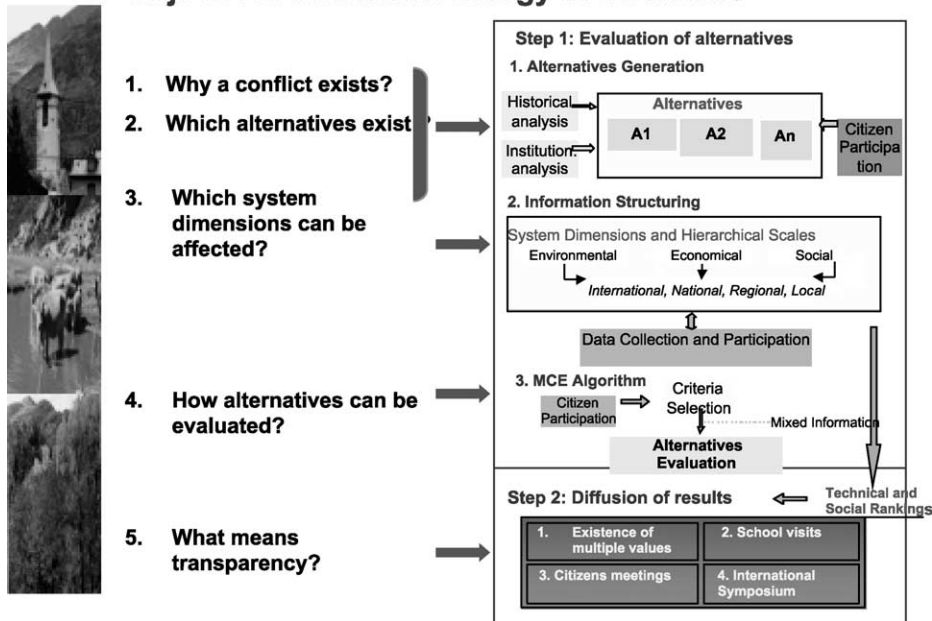 1. Why a conflict exists?
2. Which alternatives exist?
3. Which system
dimensions can be
affected?
4. How alternatives can be
evaluated?
5. What means
transparency?
Step 1: Evaluation of alternatives
1. Alternatives Generation
Historical
analysis
Institution.
analysis
Alternatives
A1
A2
An
Citizen
Participa
tion
2. Information Structuring
System Dimensions and Hierarchical Scales
Environmental
Economical
Social
International, National, Regional, Local
Data Collection and Participation
3. MCE Algorithm
Citizen
Participation
Criteria
Selection
Mixed Information
Alternatives
Evaluation
Step 2: Diffusion of results
Technical and
Social Rankings
1. Existence of
multiple values
2. School visits
3. Citizens meetings
4. International
Symposium